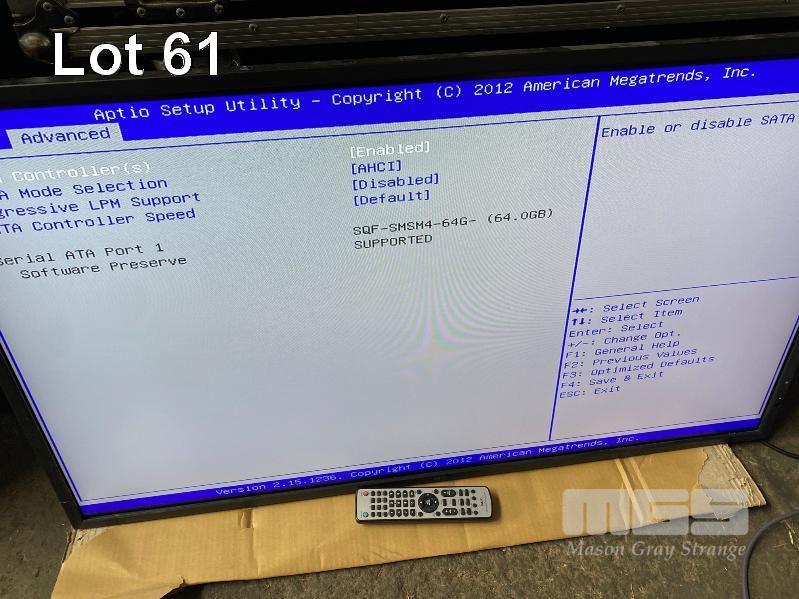 Lot 61
Aptio Setup Utility - Copyright (C) 2012 American Megatrends, Inc.
Advanced
Controller(s) [Enabled]
A Mode Selection [AHCI]
gressive LPM Support [Disabled]
TA Controller Speed [Default]
Serial ATA Port 1 SQF-SMSM4-64G- (64.0GB)
Software Preserve SUPPORTED
Enable or disable SATA
→←: Select Screen
↑↓: Select Item
Enter: Select
+/-: Change Opt.
F1: General Help
F2: Previous Values
F3: Optimized Defaults
F4: Save & Exit
ESC: Exit
Version 2.15.1236. Copyright (C) 2012 American Megatrends, Inc.
MGS
Mason Gray Strange